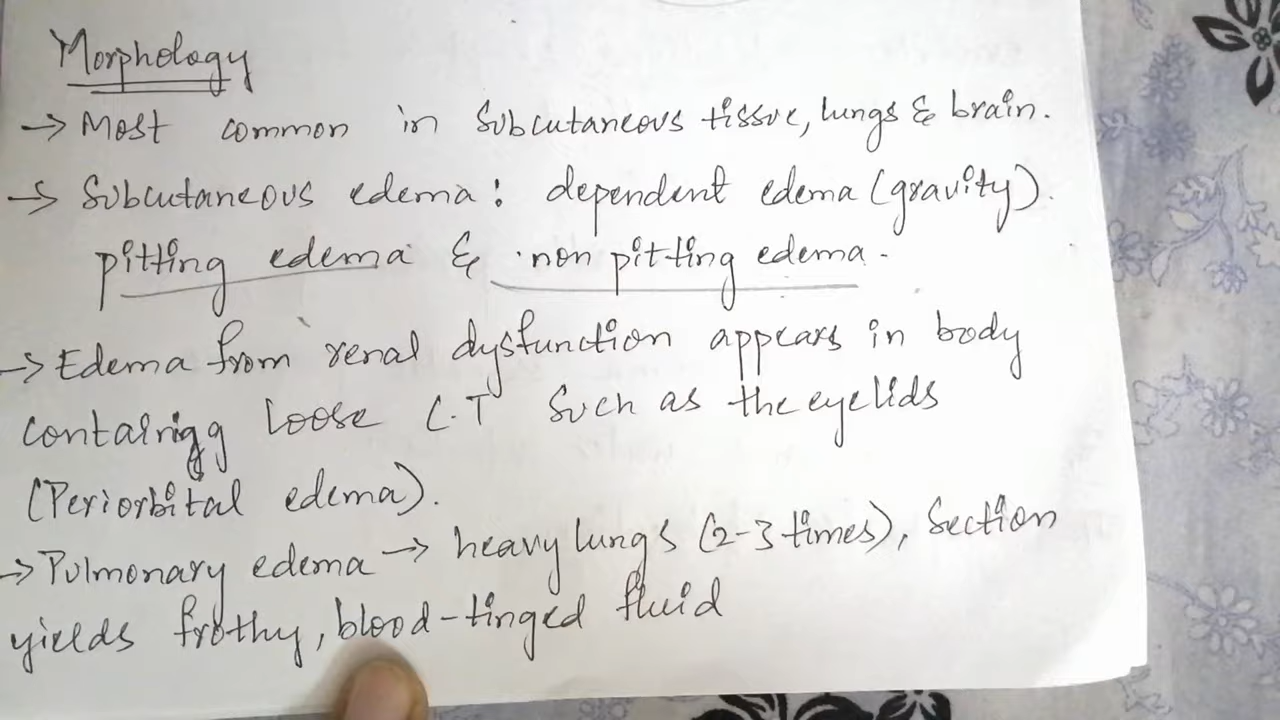 Morphology
→ Most common in Subcutaneous tissue, lungs & brain.
→ Subcutaneous edema: dependent edema (gravity).
pitting edema & non pitting edema.
→ Edema from renal dysfunction appears in body
containigg loose C.T such as the eyelids
(Periorbital edema).
→ Pulmonary edema → heavy lungs (2-3 times), Section
yields frothy, blood-tinged fluid